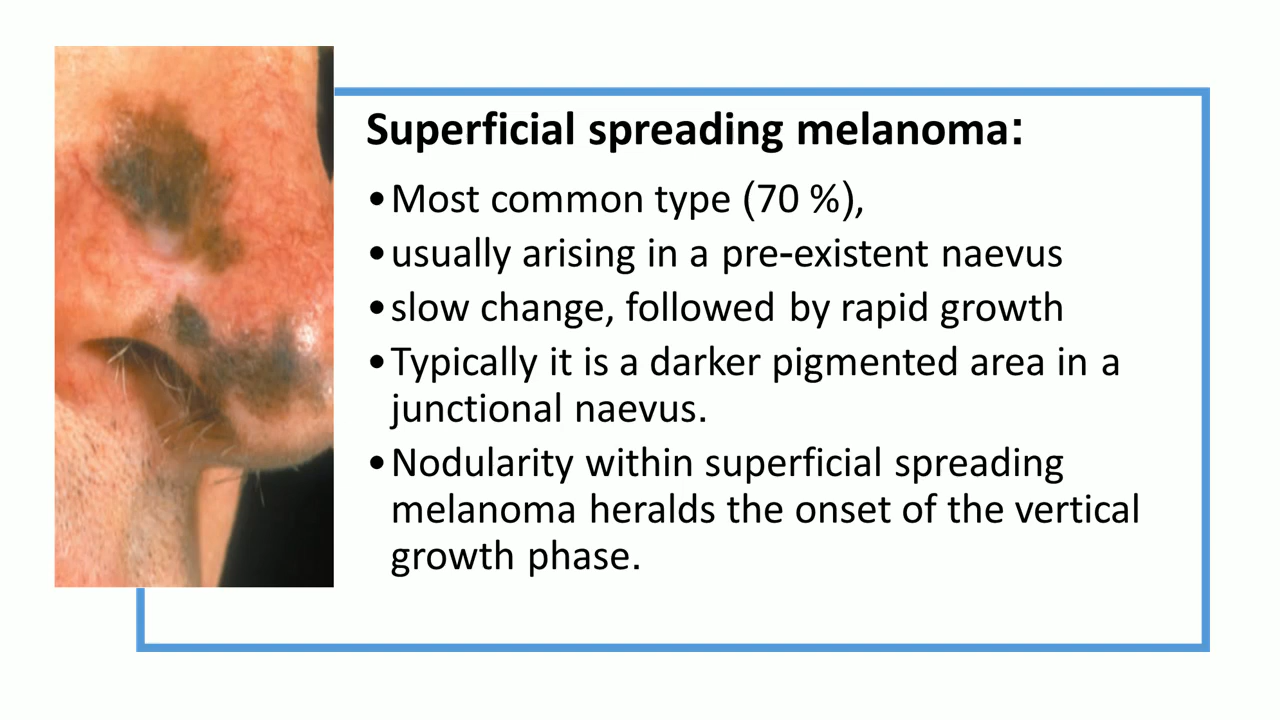 Superficial spreading melanoma:
•Most common type (70 %),
•usually arising in a pre-existent naevus
•slow change, followed by rapid growth
•Typically it is a darker pigmented area in a
junctional naevus.
•Nodularity within superficial spreading
melanoma heralds the onset of the vertical
growth phase.